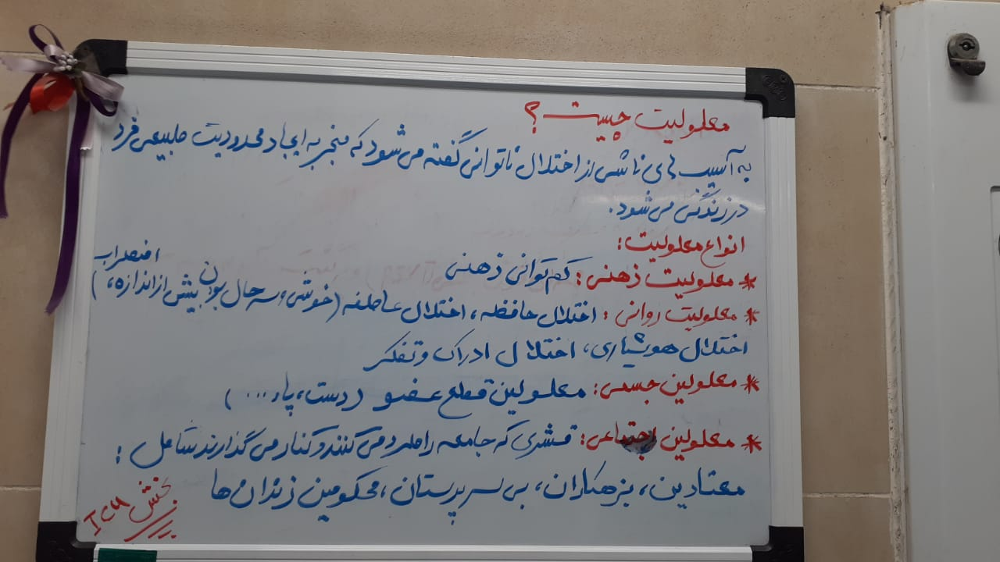 معلولیت چیست؟
به آسیب های ناشی از اختلال ناتوانی گفته می شود که منجر به ایجاد محدودیت طبیعی فرد
در زندگی می شود.
انواع معلولیت:
* معلولیت ذهنی: کم توانی ذهنی
* معلولیت روانی: اختلال حافظه، اختلال عاطفه (خوش و سرحال بودن بیش از اندازه، اضطراب)
اختلال هوشیاری، اختلال ادراک و تفکر
* معلولین جسمی: معلولین قطع عضو (دست، پا، ...)
* معلولین اجتماعی: قشری که جامعه را طرد می کنند و کنار می گذارند شامل:
معتادین، بزهکاران، بی سرپرستان، محکومین زندان ها
بخش ICU